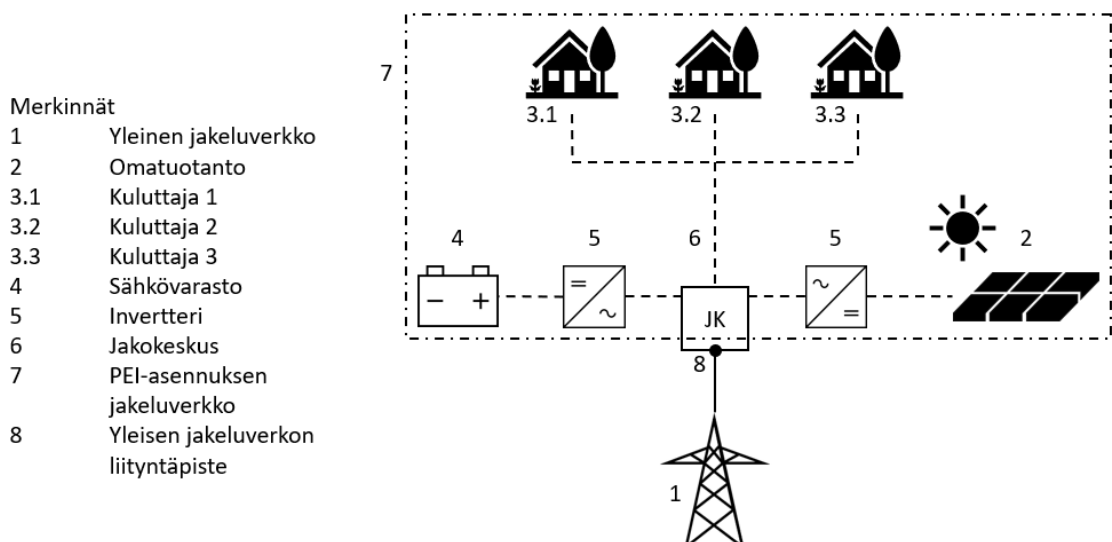 Merkinnät
1 Yleinen jakeluverkko
2 Omatuotanto
3.1 Kuluttaja 1
3.2 Kuluttaja 2
3.3 Kuluttaja 3
4 Sähkövarasto
5 Invertteri
6 Jakokeskus
7 PEI-asennuksen
jakeluverkko
8 Yleisen jakeluverkon
liityntäpiste
7
3.1 3.2 3.3
4 5 6 5 2
− + = ~ JK ~ =
8
1